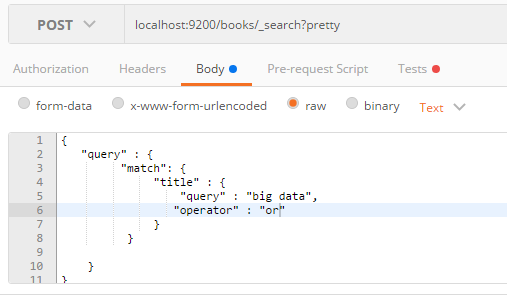 POST localhost:9200/books/_search?pretty
Authorization Headers Body Pre-request Script Tests
form-data x-www-form-urlencoded raw binary Text
1 {
2 "query" : {
3 "match": {
4 "title" : {
5 "query" : "big data",
6 "operator" : "or"
7 }
8 }
9
10 }
11 }